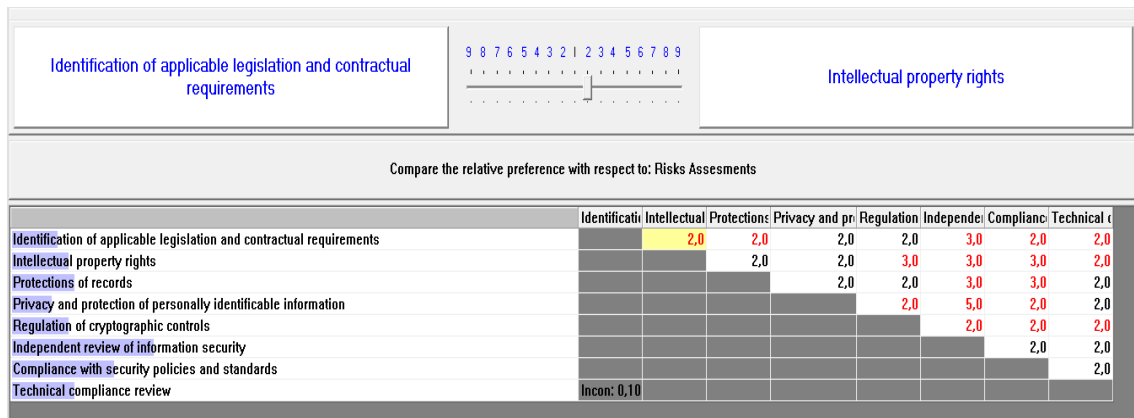 Identification of applicable legislation and contractual
requirements
9 8 7 6 5 4 3 2 | 2 3 4 5 6 7 8 9
Intellectual property rights
Compare the relative preference with respect to: Risks Assesments
Identificati Intellectual Protections Privacy and pr Regulation Independe Complianc Technical c
Identification of applicable legislation and contractual requirements 2,0 2,0 2,0 2,0 3,0 2,0 2,0
Intellectual property rights 2,0 2,0 3,0 3,0 3,0 2,0
Protections of records 2,0 2,0 3,0 3,0 2,0
Privacy and protection of personally identificable information 2,0 5,0 2,0 2,0
Regulation of cryptographic controls 2,0 2,0 2,0
Independent review of information security 2,0 2,0
Compliance with security policies and standards 2,0
Technical compliance review Incon: 0,10